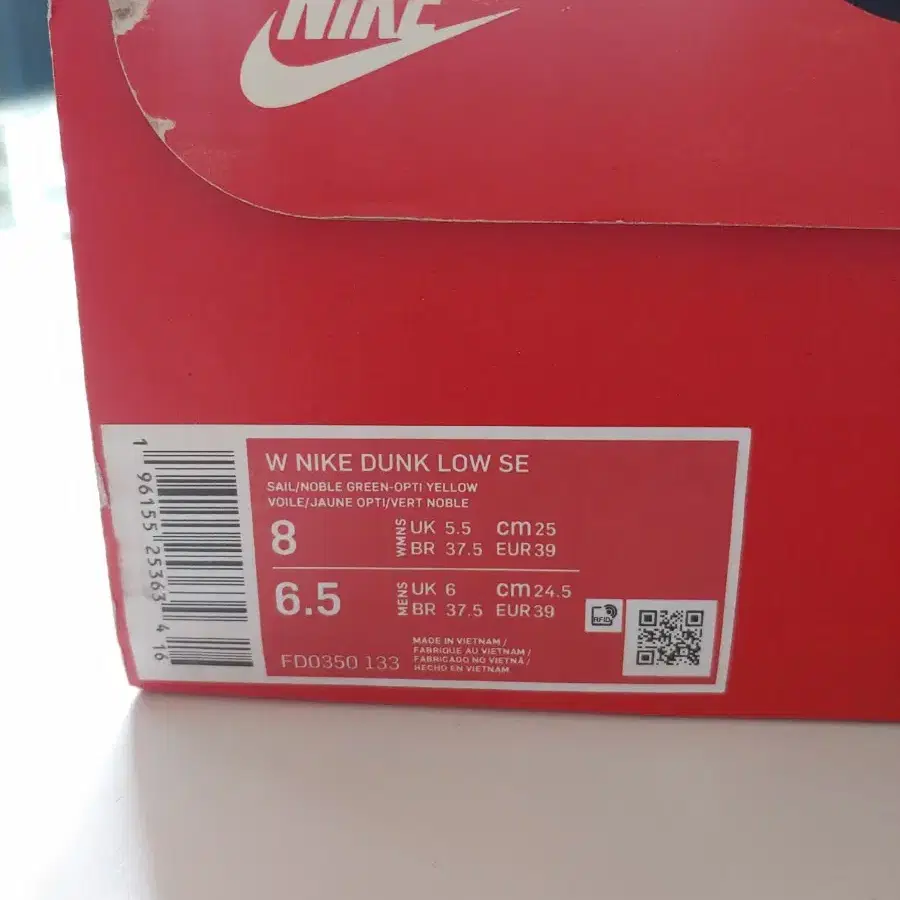 NIKE
W NIKE DUNK LOW SE
SAIL/NOBLE GREEN-OPTI YELLOW
VOILE/JAUNE OPTI/VERT NOBLE
8 WMNS UK 5.5 cm 25
BR 37.5 EUR 39
6.5 MENS UK 6 cm 24.5
BR 37.5 EUR 39
RFID
MADE IN VIETNAM /
FABRIQUE AU VIETNAM /
FABRICADO NO VIETNÃ /
HECHO EN VIETNAM
FD0350 133
1 96155 25363 4 16